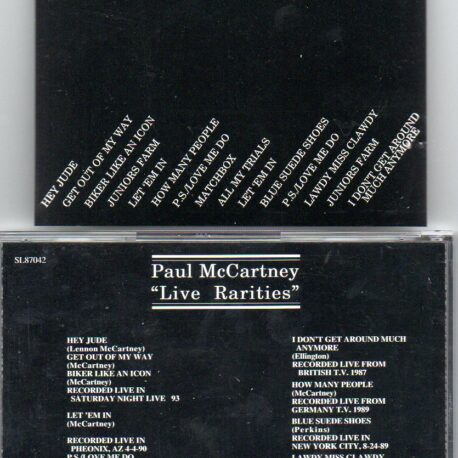 HEY JUDE
GET OUT OF MY WAY
BIKER LIKE AN ICON
JUNIORS FARM
LET 'EM IN
HOW MANY PEOPLE
P.S./LOVE ME DO
MATCHBOX
ALL MY TRIALS
LET 'EM IN
BLUE SUEDE SHOES
P.S./LOVE ME DO
LAWDY MISS CLAWDY
JUNIORS FARM
I DON'T GET AROUND
MUCH ANYMORE
SL87042
Paul McCartney
"Live Rarities"
HEY JUDE
(Lennon McCartney)
GET OUT OF MY WAY
(McCartney)
BIKER LIKE AN ICON
(McCartney)
RECORDED LIVE IN
SATURDAY NIGHT LIVE 93
LET 'EM IN
(McCartney)
RECORDED LIVE IN
PHEONIX, AZ 4-4-90
P.S./LOVE ME DO
I DON'T GET AROUND MUCH
ANYMORE
(Ellington)
RECORDED LIVE FROM
BRITISH T.V. 1987
HOW MANY PEOPLE
(McCartney)
RECORDED LIVE FROM
GERMANY T.V. 1989
BLUE SUEDE SHOES
(Perkins)
RECORDED LIVE IN
NEW YORK CITY, 8-24-89
LAWDY MISS CLAWDY